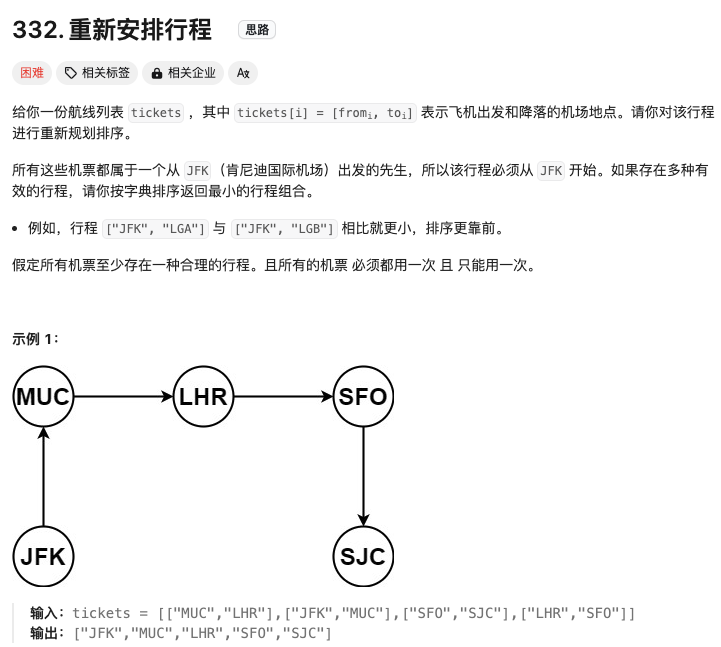 332. 重新安排行程 思路
困难 相关标签 相关企业 Aオ
给你一份航线列表 tickets ，其中 tickets[i] = [fromi, toi] 表示飞机出发和降落的机场地点。请你对该行程
进行重新规划排序。
所有这些机票都属于一个从 JFK（肯尼迪国际机场）出发的先生，所以该行程必须从 JFK 开始。如果存在多种有
效的行程，请你按字典排序返回最小的行程组合。
• 例如，行程 ["JFK", "LGA"] 与 ["JFK", "LGB"] 相比就更小，排序更靠前。
假定所有机票至少存在一种合理的行程。且所有的机票 必须都用一次 且 只能用一次。
示例 1：
MUC LHR SFO
JFK SJC
输入：tickets = [["MUC","LHR"],["JFK","MUC"],["SFO","SJC"],["LHR","SFO"]]
输出：["JFK","MUC","LHR","SFO","SJC"]